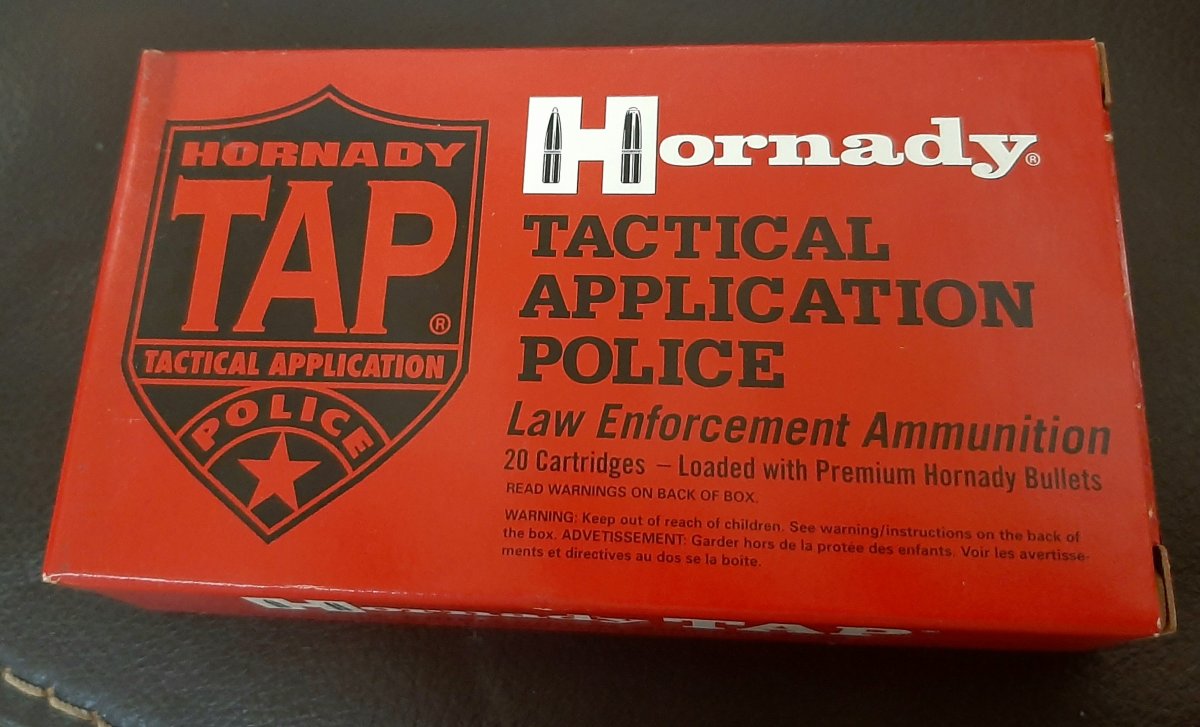 HORNADY
TAP®
TACTICAL APPLICATION
POLICE
Hornady®
TACTICAL
APPLICATION
POLICE
Law Enforcement Ammunition
20 Cartridges – Loaded with Premium Hornady Bullets
READ WARNINGS ON BACK OF BOX.
WARNING: Keep out of reach of children. See warning/instructions on the back of
the box. ADVETISSEMENT: Garder hors de la protée des enfants. Voir les avertisse-
ments et directives au dos se la boîte.
Hornady TAP